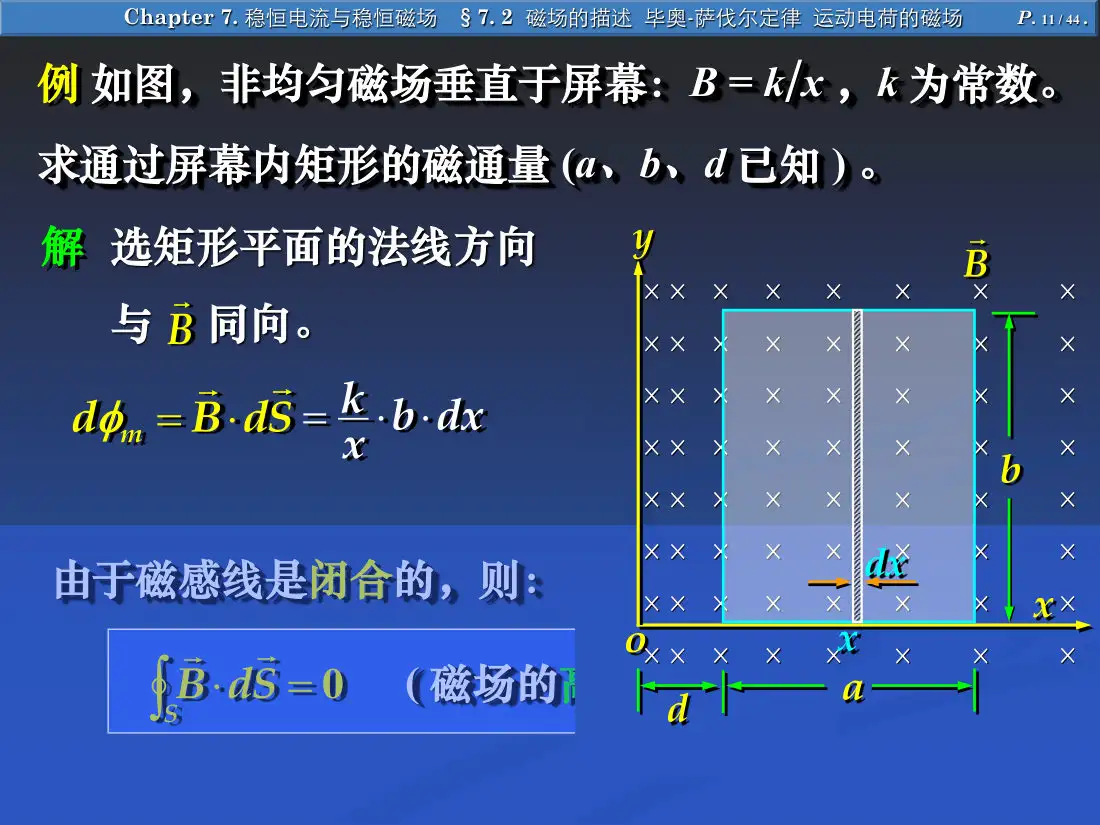 Chapter 7. 稳恒电流与稳恒磁场 §7.2 磁场的描述 毕奥-萨伐尔定律 运动电荷的磁场 P. 11 / 44 .
例 如图，非均匀磁场垂直于屏幕：B = k/x ，k 为常数。
求通过屏幕内矩形的磁通量 (a、b、d 已知 ) 。
解 选矩形平面的法线方向
与 B⃗ 同向。
dϕm = B⃗ · dS⃗ = k/x · b · dx
由于磁感线是闭合的，则：
∮S B⃗ · dS⃗ = 0 ( 磁场的
y
B⃗
b
dx
x
o
x
d
a